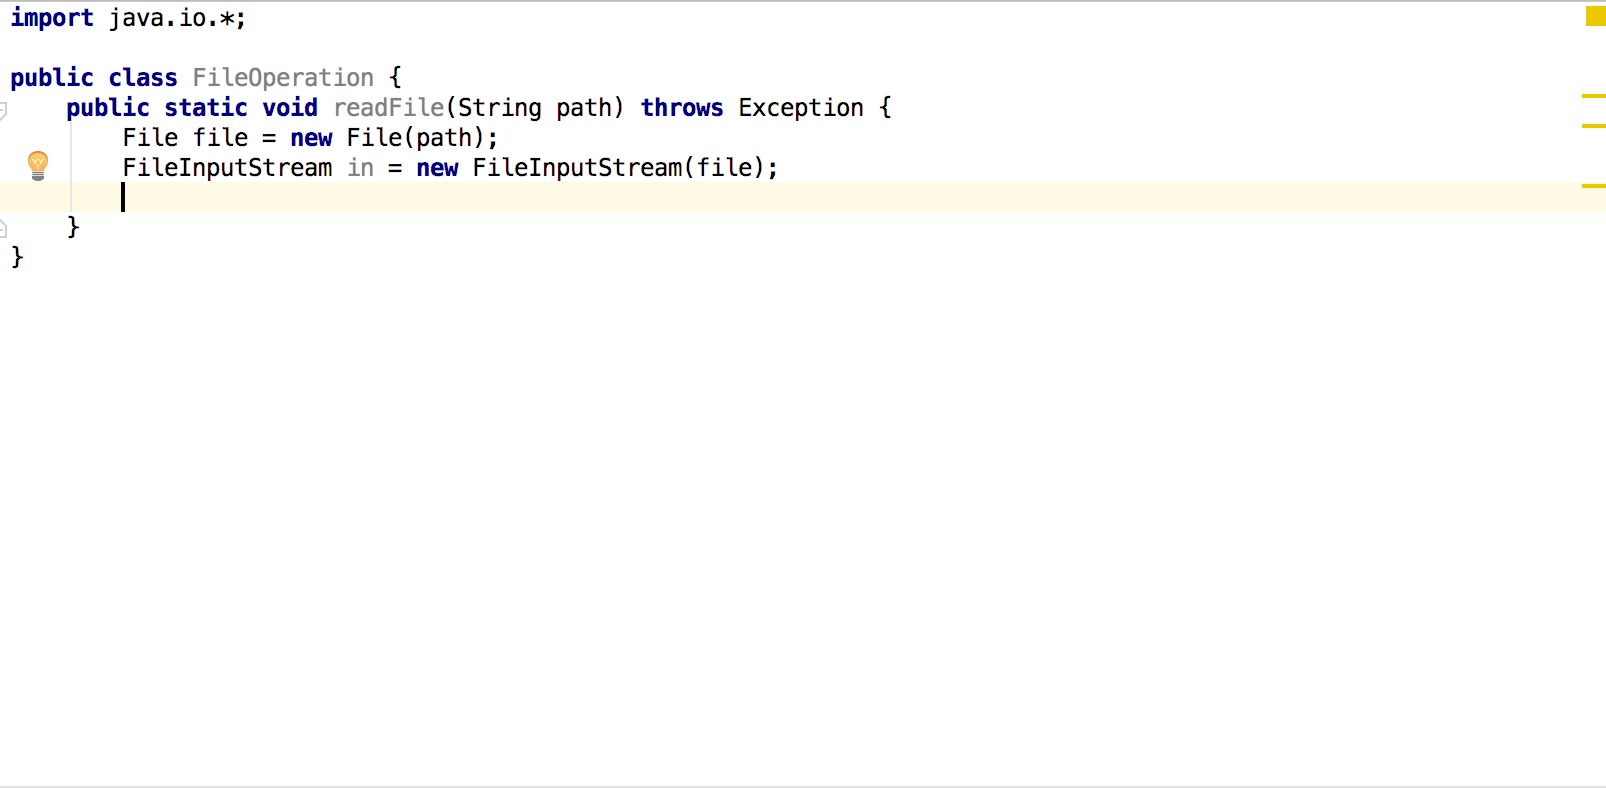 import java.io.*;
public class FileOperation {
public static void readFile(String path) throws Exception {
File file = new File(path);
FileInputStream in = new FileInputStream(file);
}
}